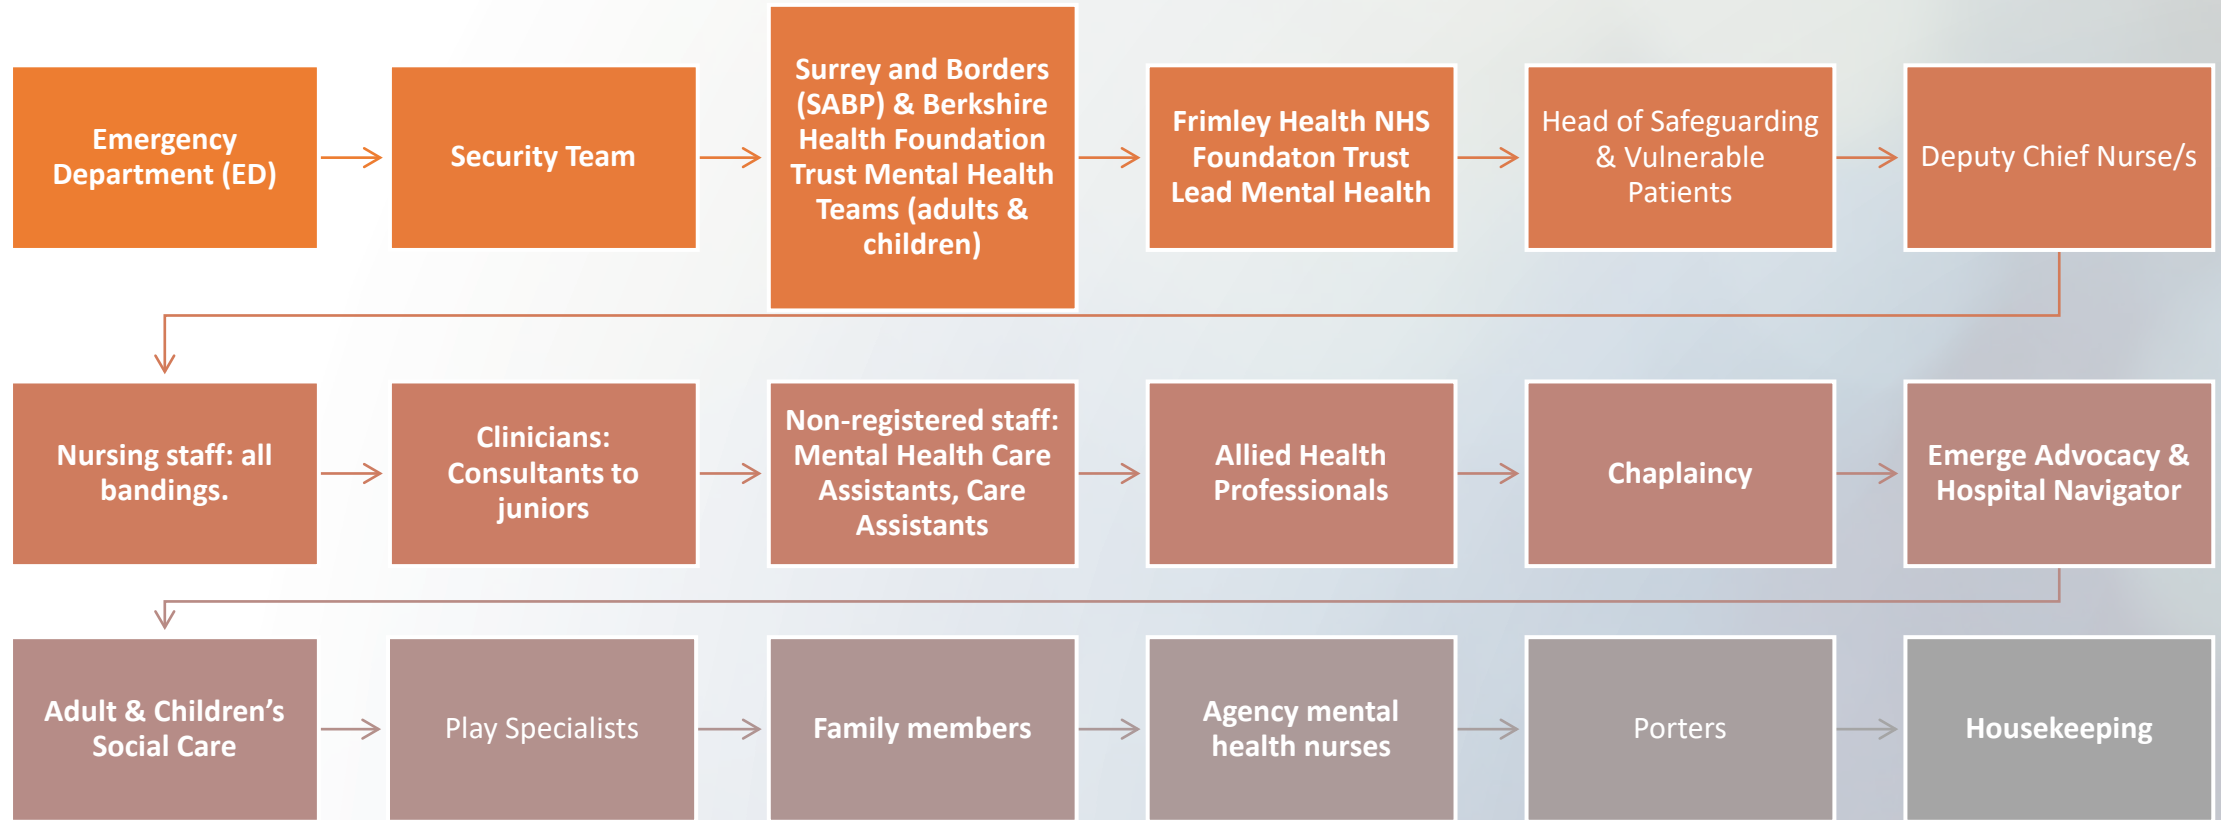 Emergency
Department (ED)
Security Team
Surrey and Borders
(SABP) & Berkshire
Health Foundation
Trust Mental Health
Teams (adults &
children)
Frimley Health NHS
Foundaton Trust
Lead Mental Health
Head of Safeguarding
& Vulnerable
Patients
Deputy Chief Nurse/s
Nursing staff: all
bandings.
Clinicians:
Consultants to
juniors
Non-registered staff:
Mental Health Care
Assistants, Care
Assistants
Allied Health
Professionals
Chaplaincy
Emerge Advocacy &
Hospital Navigator
Adult & Children’s
Social Care
Play Specialists
Family members
Agency mental
health nurses
Porters
Housekeeping